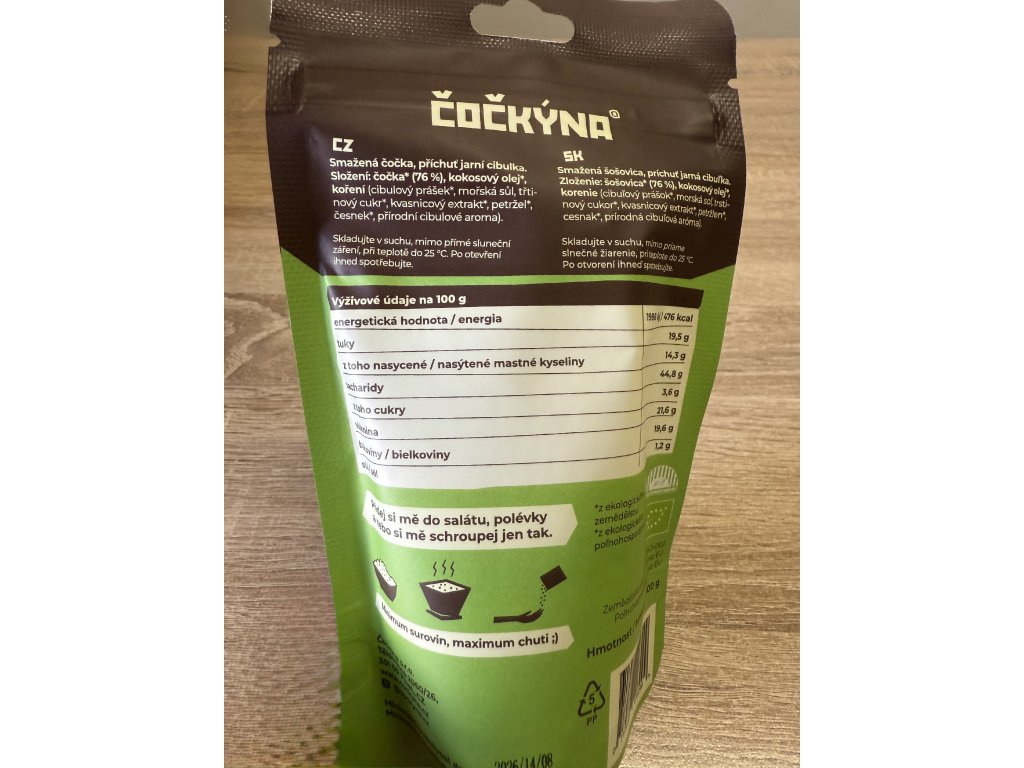 ČOČKÝNA
CZ
Smažená čočka, příchuť jarní cibulka.
Složení: čočka* (76 %), kokosový olej*,
koření (cibulový prášek*, mořská sůl, třti-
nový cukr*, kvasnicový extrakt*, petržel*,
česnek*, přírodní cibulové aroma).
Skladujte v suchu, mimo přímé sluneční
záření, při teplotě do 25 °C. Po otevření
ihned spotřebujte.
SK
Smažená šošovica, príchuť jarná cibuľka.
Zloženie: šošovica* (76 %), kokosový olej*,
korenie (cibuľový prášok*, morská soľ, trsti-
nový cukor*, kvasnicový extrakt*, petržlen*,
cesnak*, prírodná cibuľová aróma).
Skladujte v suchu, mimo priame
slnečné žiarenie, pri teplote do 25 °C.
Po otvorení ihneď spotrebujte.
Výživové údaje na 100 g
energetická hodnota / energia 476 kcal
tuky 19,5 g
z toho nasycené / nasýtené mastné kyseliny 14,3 g
sacharidy 44,8 g
z toho cukry 3,6 g
vláknina 21,6 g
bílkoviny / bielkoviny 19,6 g
1,2 g
si mě do salátu, polévky
nebo si mě schroupej jen tak.
*z ekologického
zemědělství
*z ekologického
poľnohospod
Minimum surovin, maximum chuti ;)
Hmotnost
5
PP
2026/14/08